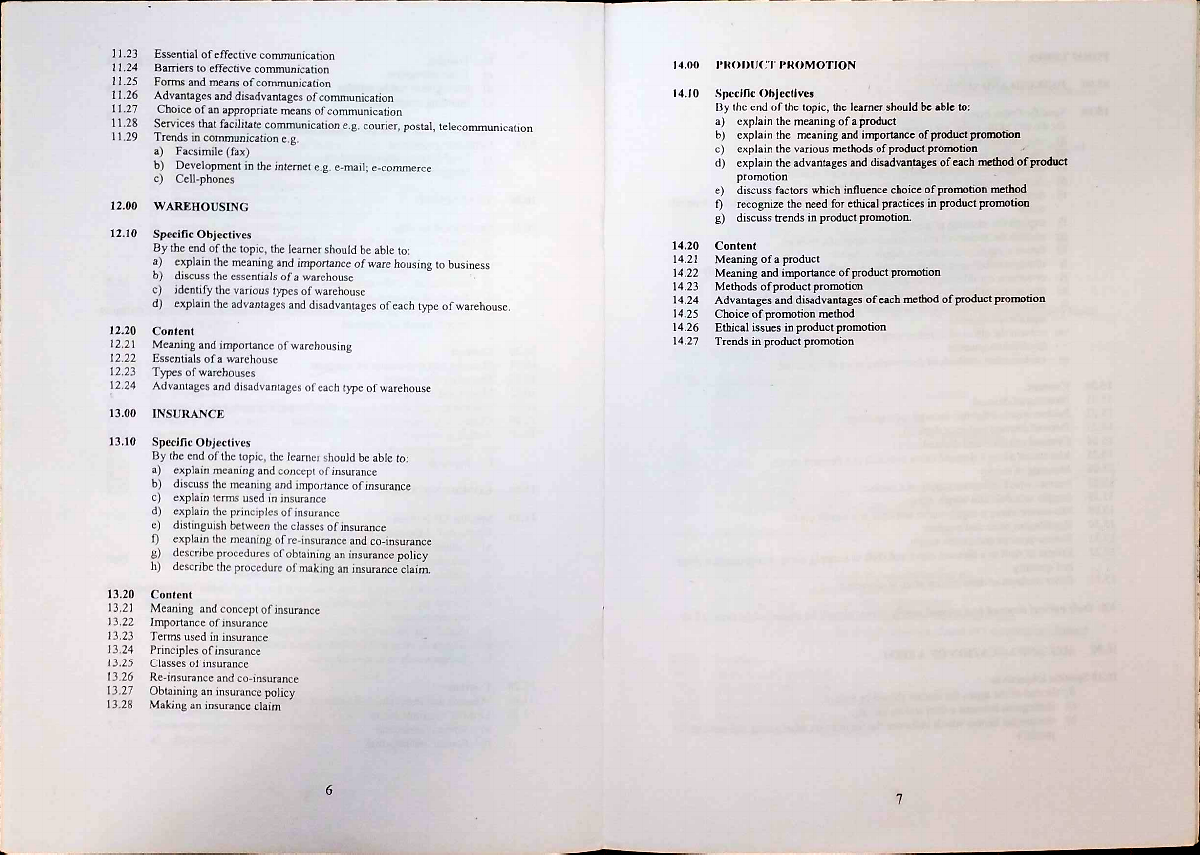 11.23 Essential of effective communication
11.24 Barriers to effective communication
11.25 Forms and means of communication
11.26 Advantages and disadvantages of communication
11.27 Choice of an appropriate means of communication
11.28 Services that facilitate communication e.g. courier, postal, telecommunication
11.29 Trends in communication e.g.
a) Facsimile (fax)
b) Development in the internet e.g. e-mail; e-commerce
c) Cell-phones
12.00 WAREHOUSING
12.10 Specific Objectives
By the end of the topic, the learner should be able to:
a) explain the meaning and importance of ware housing to business
b) discuss the essentials of a warehouse
c) identify the various types of warehouse
d) explain the advantages and disadvantages of each type of warehouse.
12.20 Content
12.21 Meaning and importance of warehousing
12.22 Essentials of a warehouse
12.23 Types of warehouses
12.24 Advantages and disadvantages of each type of warehouse
13.00 INSURANCE
13.10 Specific Objectives
By the end of the topic, the learner should be able to:
a) explain meaning and concept of insurance
b) discuss the meaning and importance of insurance
c) explain terms used in insurance
d) explain the principles of insurance
e) distinguish between the classes of insurance
f) explain the meaning of re-insurance and co-insurance
g) describe procedures of obtaining an insurance policy
h) describe the procedure of making an insurance claim.
13.20 Content
13.21 Meaning and concept of insurance
13.22 Importance of insurance
13.23 Terms used in insurance
13.24 Principles of insurance
13.25 Classes of insurance
13.26 Re-insurance and co-insurance
13.27 Obtaining an insurance policy
13.28 Making an insurance claim
6
14.00 PRODUCT PROMOTION
14.10 Specific Objectives
By the end of the topic, the learner should be able to:
a) explain the meaning of a product
b) explain the meaning and importance of product promotion
c) explain the various methods of product promotion
d) explain the advantages and disadvantages of each method of product
promotion
e) discuss factors which influence choice of promotion method
f) recognize the need for ethical practices in product promotion
g) discuss trends in product promotion.
14.20 Content
14.21 Meaning of a product
14.22 Meaning and importance of product promotion
14.23 Methods of product promotion
14.24 Advantages and disadvantages of each method of product promotion
14.25 Choice of promotion method
14.26 Ethical issues in product promotion
14.27 Trends in product promotion
7